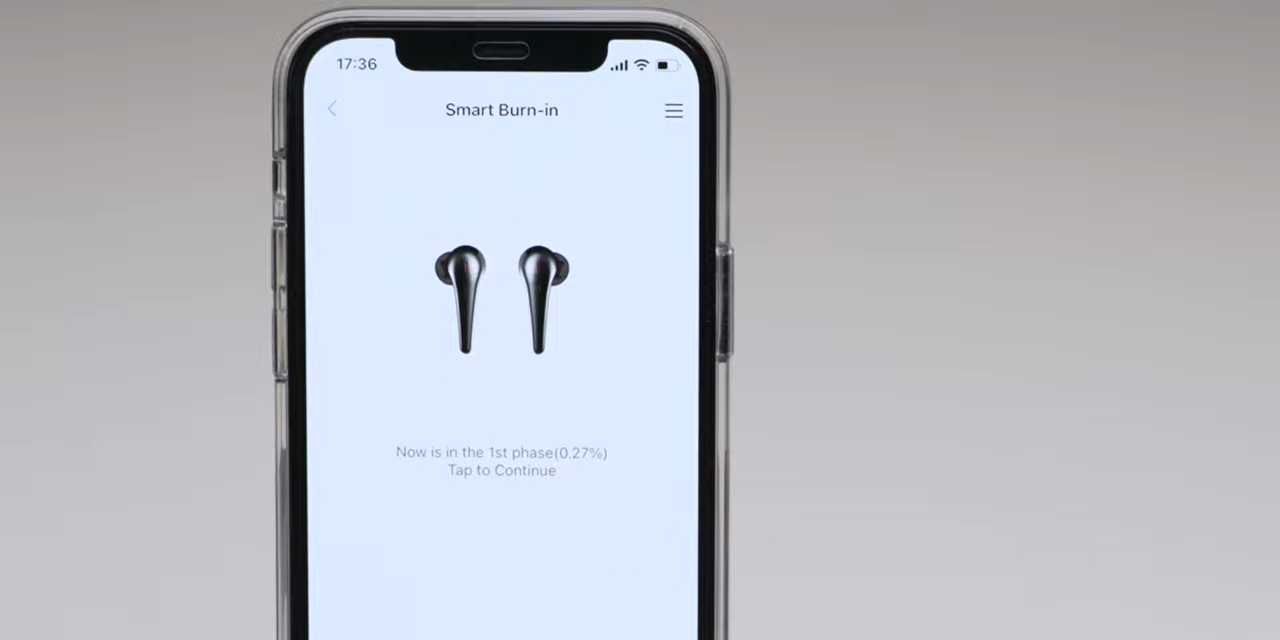 17:36
Smart Burn-in
Now is in the 1st phase(0.27%)
Tap to Continue